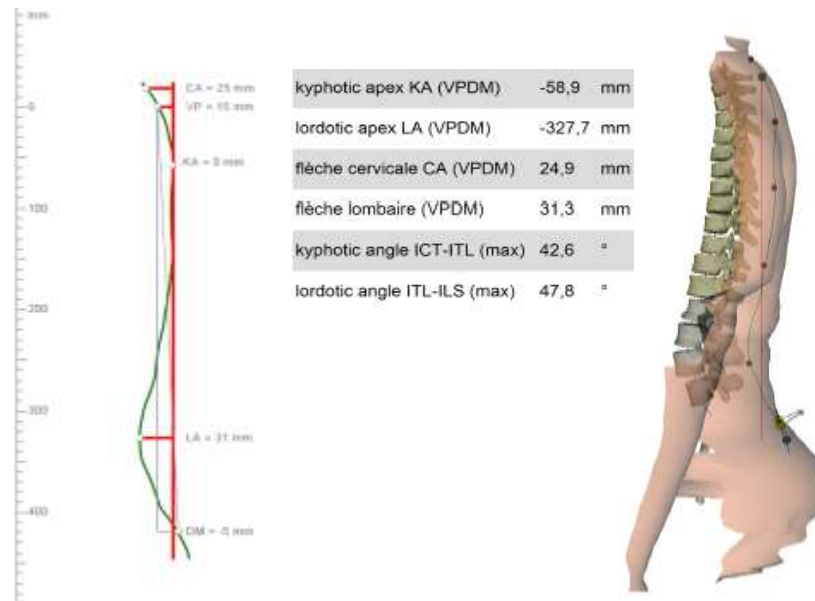 mm
CA = 25 mm
0
VP = 15 mm
KA = 0 mm
100
200
300
LA = 31 mm
400
DM = -5 mm
kyphotic apex KA (VPDM) -58,9 mm
lordotic apex LA (VPDM) -327,7 mm
flèche cervicale CA (VPDM) 24,9 mm
flèche lombaire (VPDM) 31,3 mm
kyphotic angle ICT-ITL (max) 42,6 °
lordotic angle ITL-ILS (max) 47,8 °